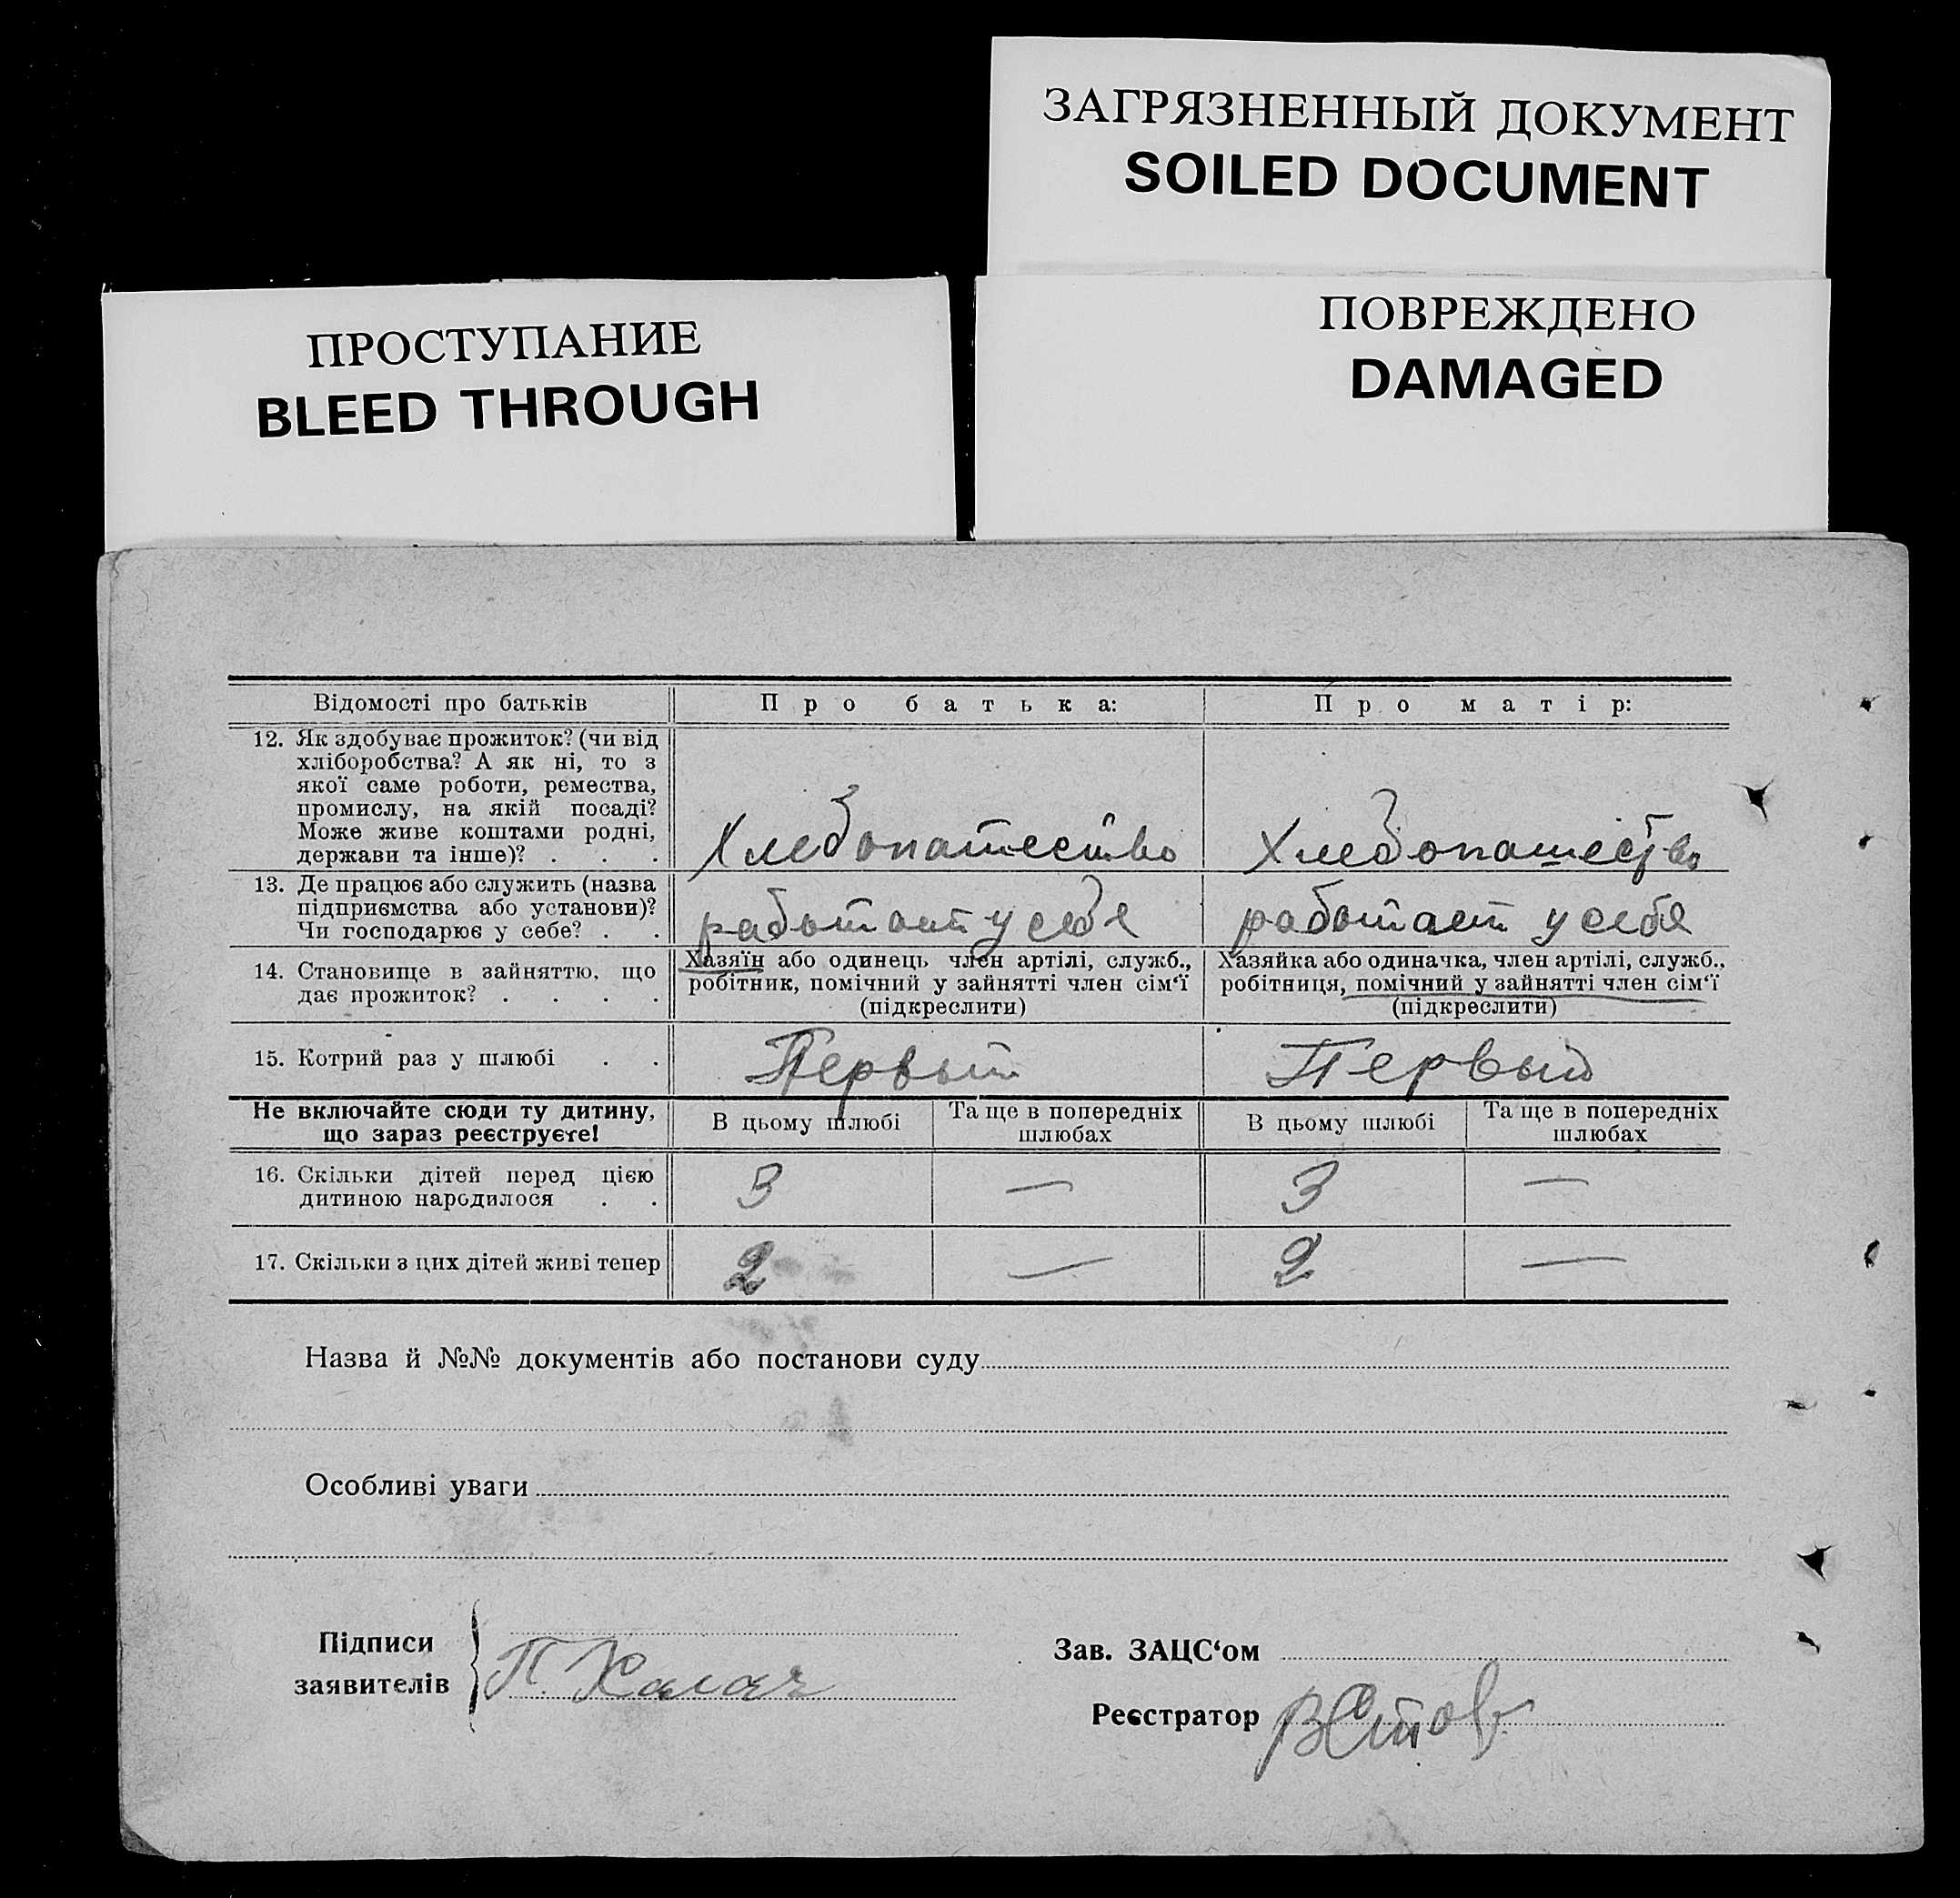 ЗАГРЯЗНЕННЫЙ ДОКУМЕНТ
SOILED DOCUMENT
ПРОСТУПАНИЕ
BLEED THROUGH
ПОВРЕЖДЕНО
DAMAGED
Відомості про батьків
Про батька:
Про матір:
12. Як здобуває прожиток? (чи від
хліборобства? А як ні, то з
якої саме роботи, ремества,
промислу, на якій посаді?
Може живе коштами родні,
держави та інше)? . . .
Хлебопашество
Хлебопашество
13. Де працює або служить (назва
підприємства або установи)?
Чи господарює у себе? . .
работает у себе
работает у себе
14. Становище в зайняттю, що
дає прожиток? . . . .
Хазяїн або одинець член артілі, служб.,
робітник, помічний у зайнятті член сім‘ї
(підкреслити)
Хазяйка або одиначка, член артілі, служб.,
робітниця, помічний у зайнятті член сім‘ї
(підкреслити)
15. Котрий раз у шлюбі . .
Первый
Первый
Не включайте сюди ту дитину,
що зараз реєструєте!
В цьому шлюбі
Та ще в попередніх
шлюбах
В цьому шлюбі
Та ще в попередніх
шлюбах
16. Скільки дітей перед цією
дитиною народилося . .
3
—
3
—
17. Скільки з цих дітей живі тепер
2
—
2
—
Назва й №№ документів або постанови суду
Особливі уваги
Підписи
заявителів
П. Калач
Зав. ЗАЦС‘ом
Реєстратор